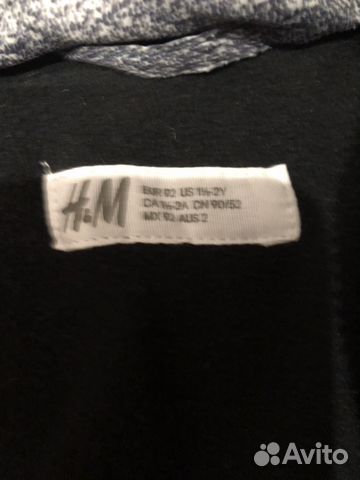 H&M
EUR 92 US 1½-2Y
CA 1½-2A CN 90/52
MX 92 AUS 2
Avito